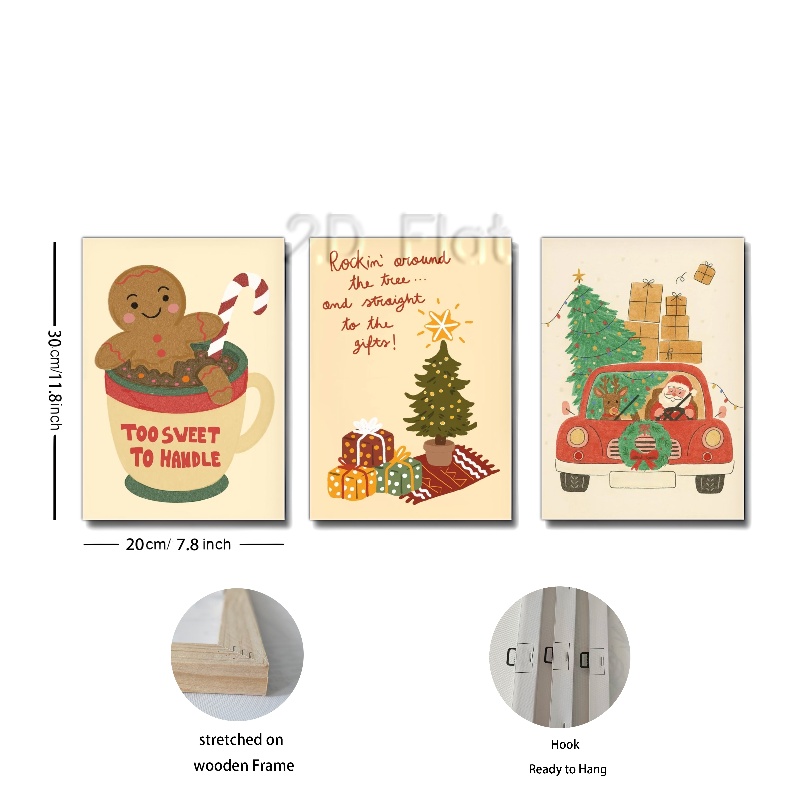 2D Flat
TOO SWEET
TO HANDLE
Rockin' around
the tree...
and straight
to the
gifts!
30cm/11.8inch
20cm/ 7.8 inch
stretched on
wooden Frame
Hook
Ready to Hang